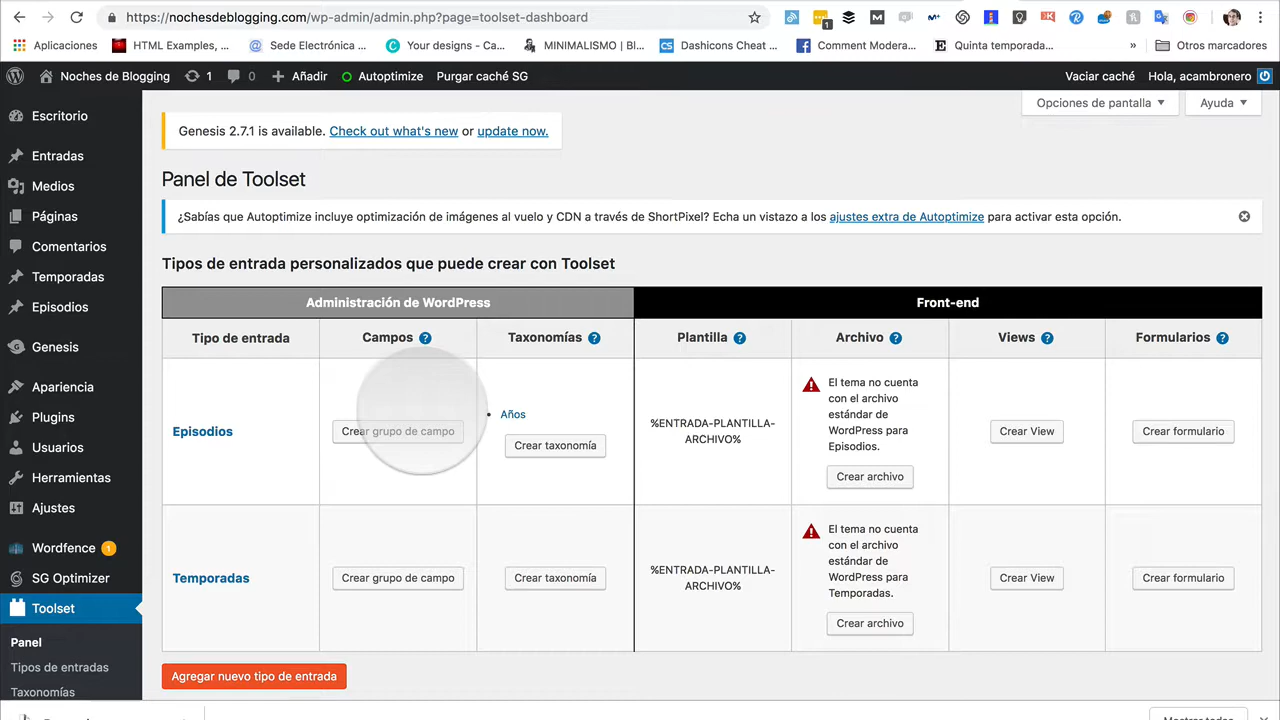 https://nochesdeblogging.com/wp-admin/admin.php?page=toolset-dashboard
1
Aplicaciones
HTML Examples, ...
Sede Electrónica ...
Your designs - Ca...
MINIMALISMO | Bl...
Dashicons Cheat ...
Comment Modera...
Quinta temporada...
»
Otros marcadores
Noches de Blogging
1
0
Añadir
Autoptimize
Purgar caché SG
Vaciar caché
Hola, acambronero
Escritorio
Entradas
Medios
Páginas
Comentarios
Temporadas
Episodios
Genesis
Apariencia
Plugins
Usuarios
Herramientas
Ajustes
Wordfence 1
SG Optimizer
Toolset
Panel
Tipos de entradas
Taxonomías
Opciones de pantalla
Ayuda
Genesis 2.7.1 is available. Check out what's new or update now.
Panel de Toolset
¿Sabías que Autoptimize incluye optimización de imágenes al vuelo y CDN a través de ShortPixel? Echa un vistazo a los ajustes extra de Autoptimize para activar esta opción.
Tipos de entrada personalizados que puede crear con Toolset
Administración de WordPress
Front-end
Tipo de entrada
Campos ?
Taxonomías ?
Plantilla ?
Archivo ?
Views ?
Formularios ?
Episodios
Crear grupo de campo
• Años
Crear taxonomía
%ENTRADA-PLANTILLA-
ARCHIVO%
El tema no cuenta
con el archivo
estándar de
WordPress para
Episodios.
Crear archivo
Crear View
Crear formulario
Temporadas
Crear grupo de campo
Crear taxonomía
%ENTRADA-PLANTILLA-
ARCHIVO%
El tema no cuenta
con el archivo
estándar de
WordPress para
Temporadas.
Crear archivo
Crear View
Crear formulario
Agregar nuevo tipo de entrada